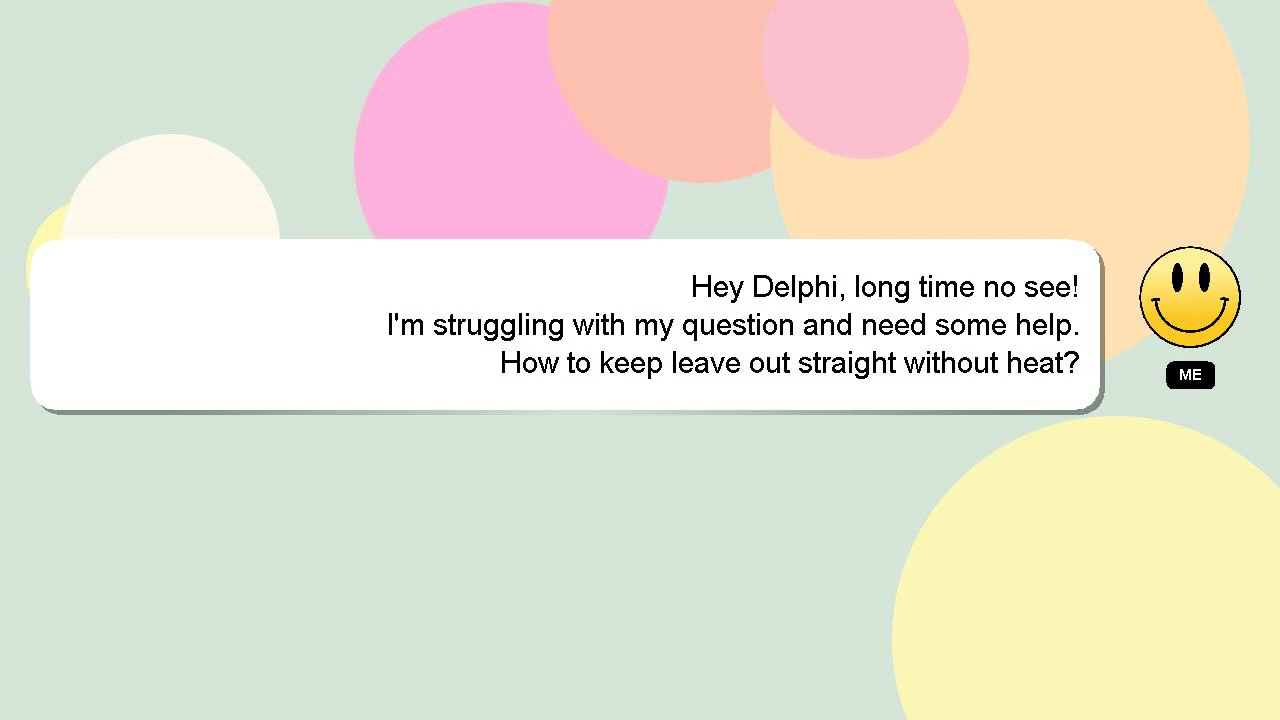 Hey Delphi, long time no see!
I'm struggling with my question and need some help.
How to keep leave out straight without heat?
ME